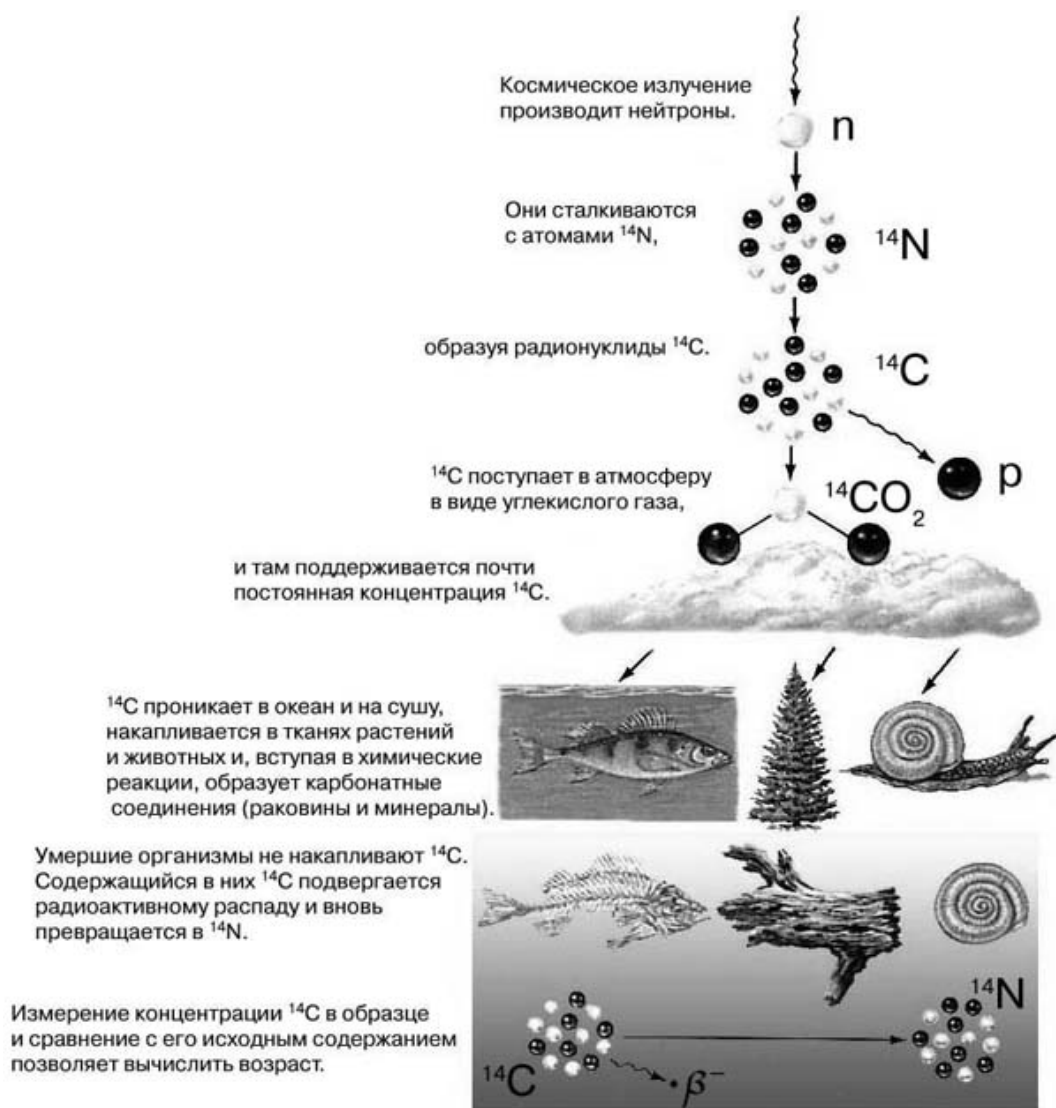 Космическое излучение
производит нейтроны.
n
Они сталкиваются
с атомами ¹⁴N,
¹⁴N
образуя радионуклиды ¹⁴C.
¹⁴C
p
¹⁴C поступает в атмосферу
в виде углекислого газа,
¹⁴CO₂
и там поддерживается почти
постоянная концентрация ¹⁴C.
¹⁴C проникает в океан и на сушу,
накапливается в тканях растений
и животных и, вступая в химические
реакции, образует карбонатные
соединения (раковины и минералы).
Умершие организмы не накапливают ¹⁴C.
Содержащийся в них ¹⁴C подвергается
радиоактивному распаду и вновь
превращается в ¹⁴N.
Измерение концентрации ¹⁴C в образце
и сравнение с его исходным содержанием
позволяет вычислить возраст.
¹⁴C
β⁻
¹⁴N